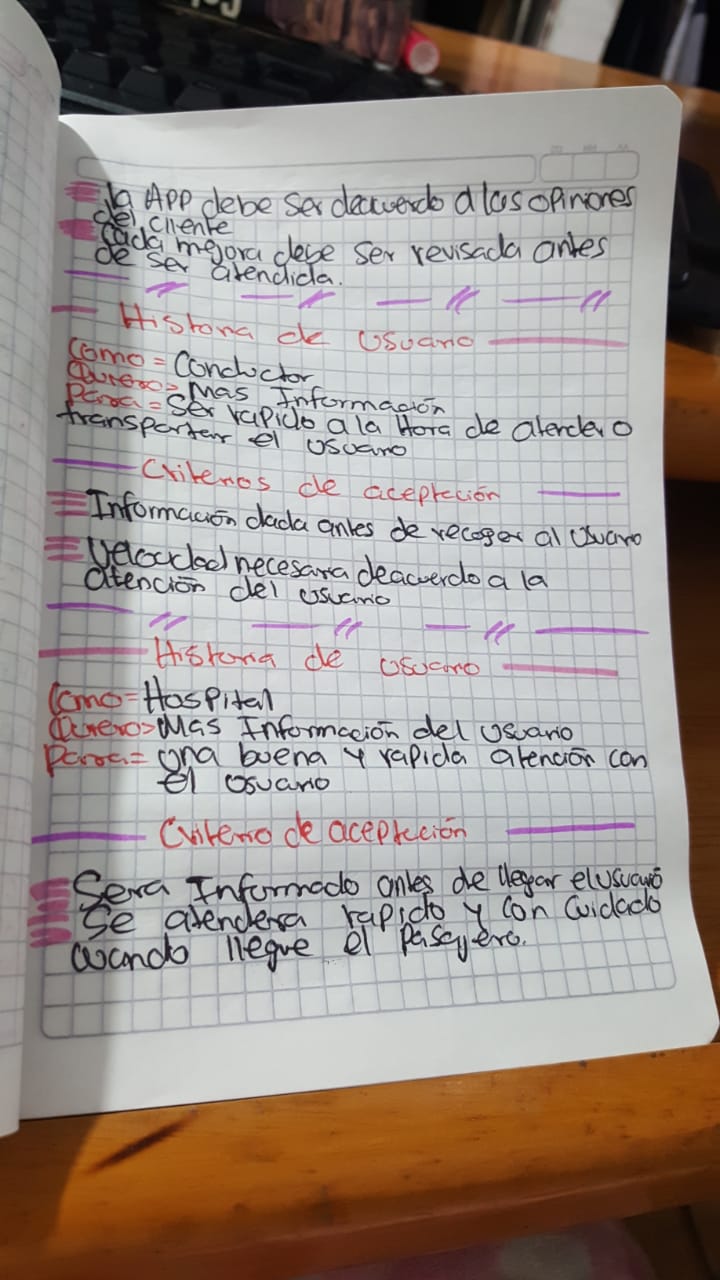 la APP debe ser deacuerdo a las opiniones
del cliente
Cada mejora debe ser revisada antes
de ser atendida.
Historia de Usuario
Como = Conductor
Quiero = Mas Información
Para = Ser rapido a la Hora de atender o
transportar el usuario
Criterios de aceptación
Información dada antes de recoger al usuario
Velocidad necesaria deacuerdo a la
atención del usuario
Historia de usuario
Como = Hospital
Quiero = Mas Información del usuario
Para = una buena y rapida atención con
el usuario
Criterio de aceptación
Sera Informado antes de llegar el usuario
Se atendera rapido y con cuidado
cuando llegue el pasajero.